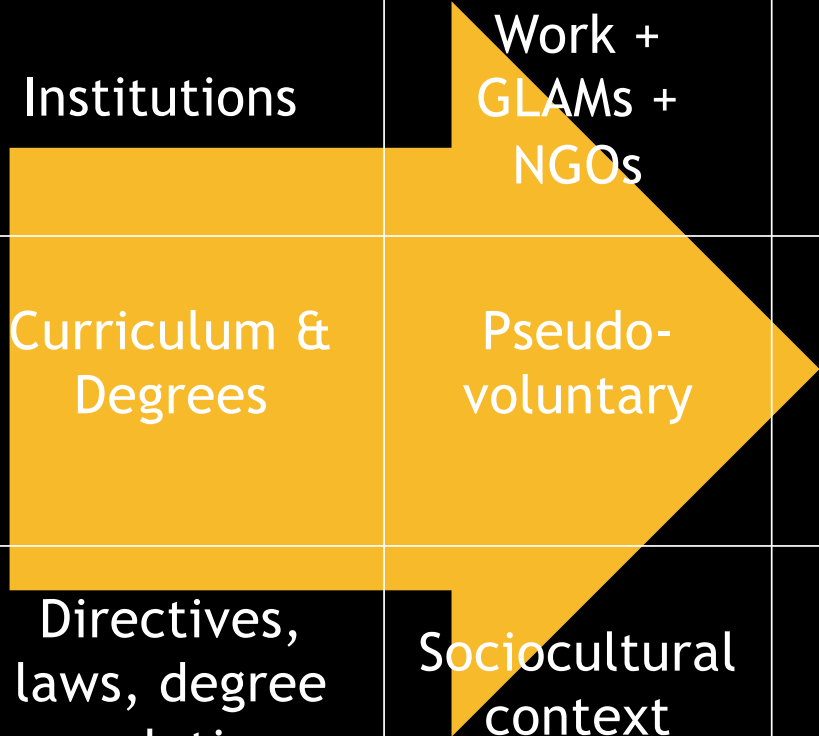 Institutions
Work +
GLAMs +
NGOs
Curriculum &
Degrees
Pseudo-
voluntary
Directives,
laws, degree
Sociocultural
context